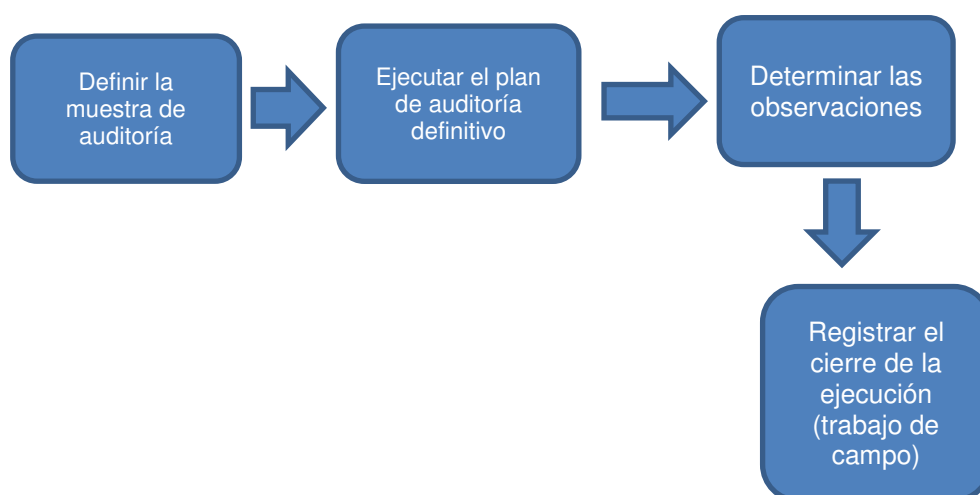 Definir la
muestra de
auditoría
Ejecutar el plan
de auditoría
definitivo
Determinar las
observaciones
Registrar el
cierre de la
ejecución
(trabajo de
campo)